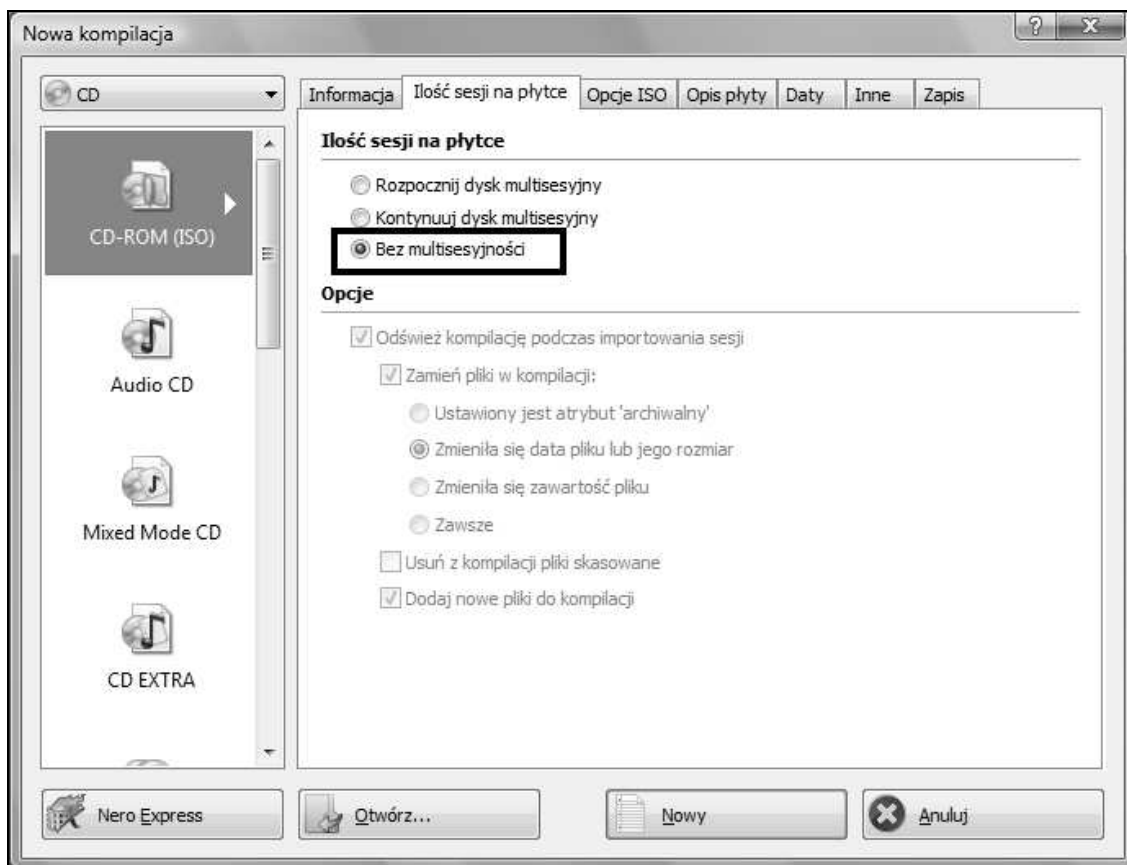 Nowa kompilacja
CD
CD-ROM (ISO)
Audio CD
Mixed Mode CD
CD EXTRA
Informacja Ilość sesji na płytce Opcje ISO Opis płyty Daty Inne Zapis
Ilość sesji na płytce
Rozpocznij dysk multisesyjny
Kontynuuj dysk multisesyjny
Bez multisesyjności
Opcje
Odśwież kompilację podczas importowania sesji
Zamień pliki w kompilacji:
Ustawiony jest atrybut 'archiwalny'
Zmieniła się data pliku lub jego rozmiar
Zmieniła się zawartość pliku
Zawsze
Usuń z kompilacji pliki skasowane
Dodaj nowe pliki do kompilacji
Nero Express Otwórz... Nowy Anuluj